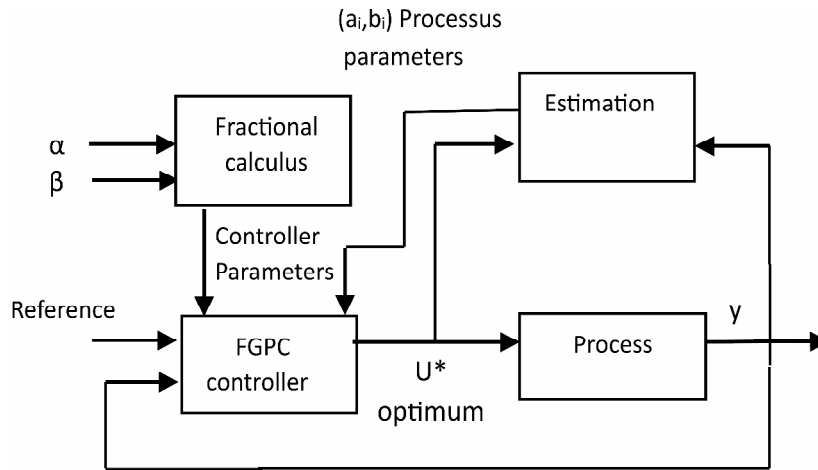 (aᵢ,bᵢ) Processus
parameters
Estimation
Fractional
calculus
α
β
Controller
Parameters
Reference
FGPC
controller
U*
optimum
Process
y